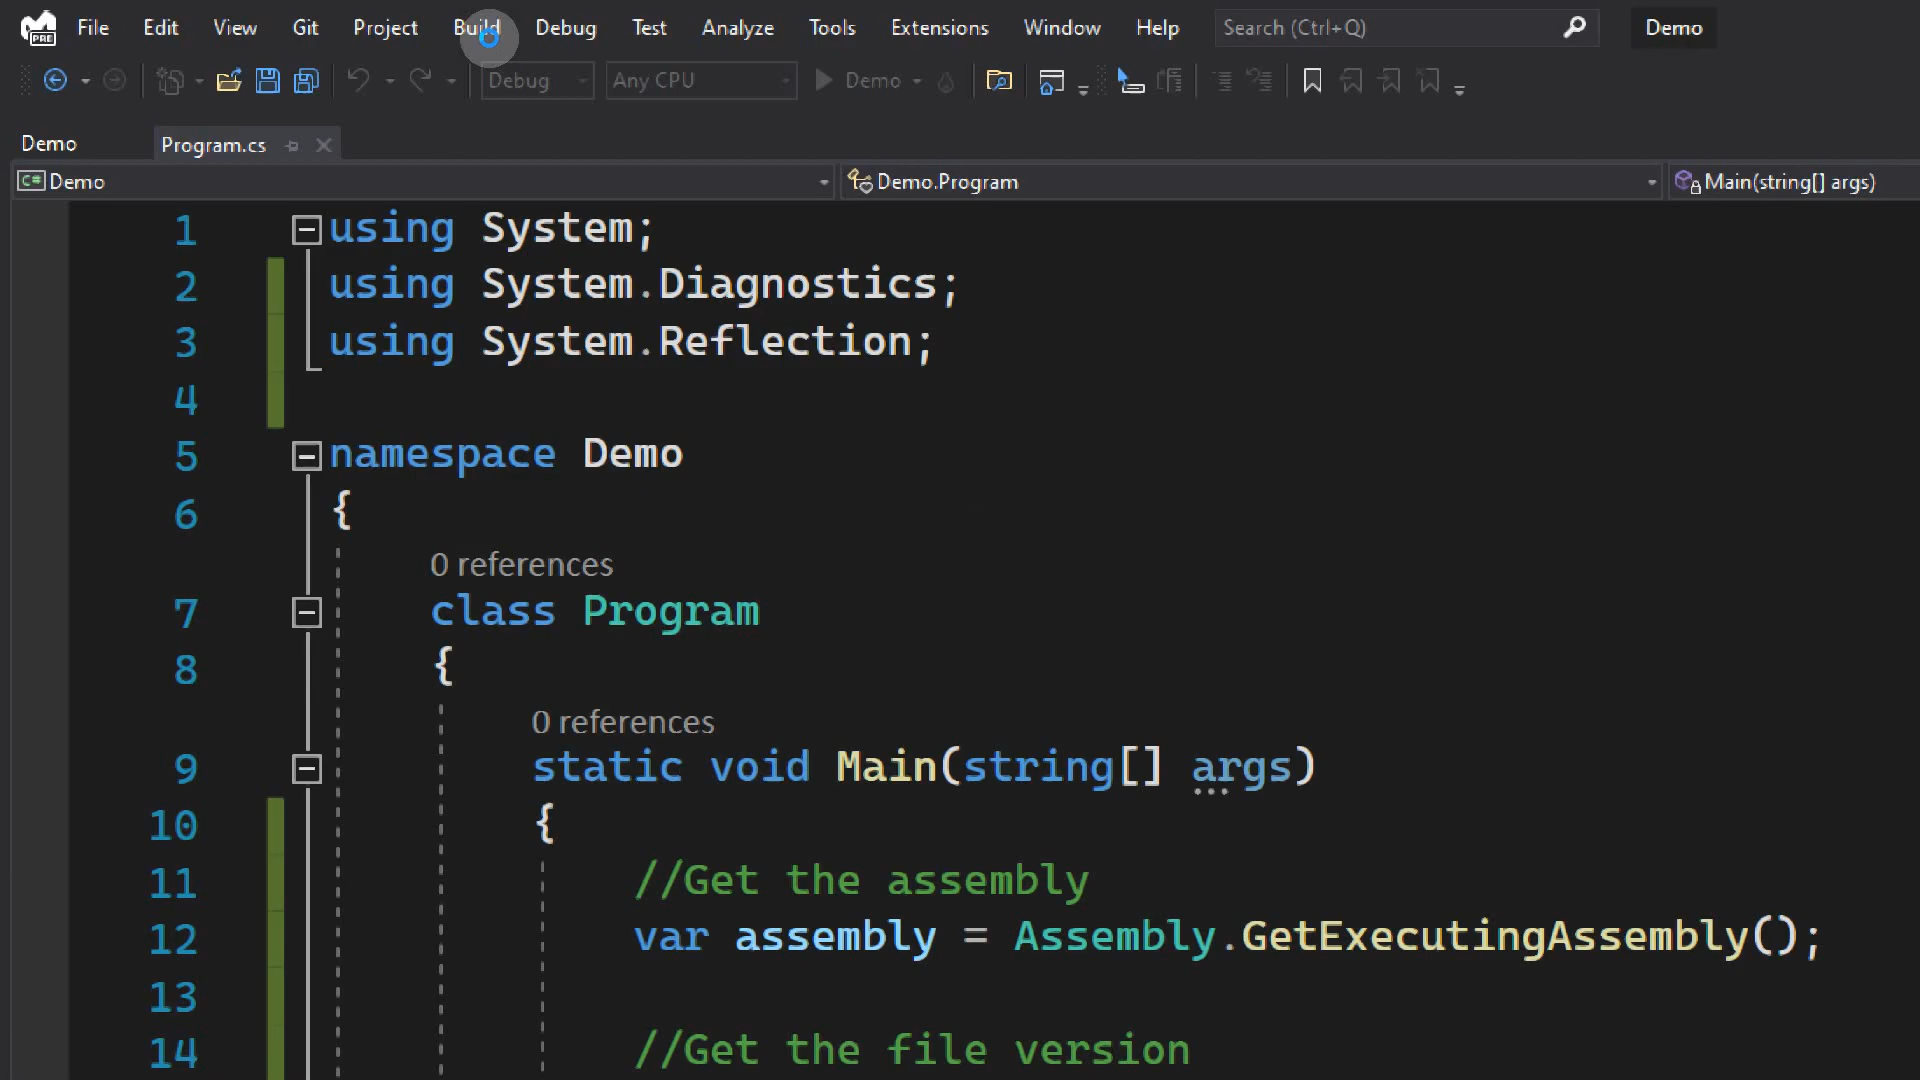 PRE File Edit View Git Project Build Debug Test Analyze Tools Extensions Window Help Search (Ctrl+Q) Demo
Debug Any CPU Demo
Demo Program.cs
C# Demo Demo.Program Main(string[] args)
1 using System;
2 using System.Diagnostics;
3 using System.Reflection;
4
5 namespace Demo
6 {
0 references
7 class Program
8 {
0 references
9 static void Main(string[] args)
10 {
11 //Get the assembly
12 var assembly = Assembly.GetExecutingAssembly();
13
14 //Get the file version